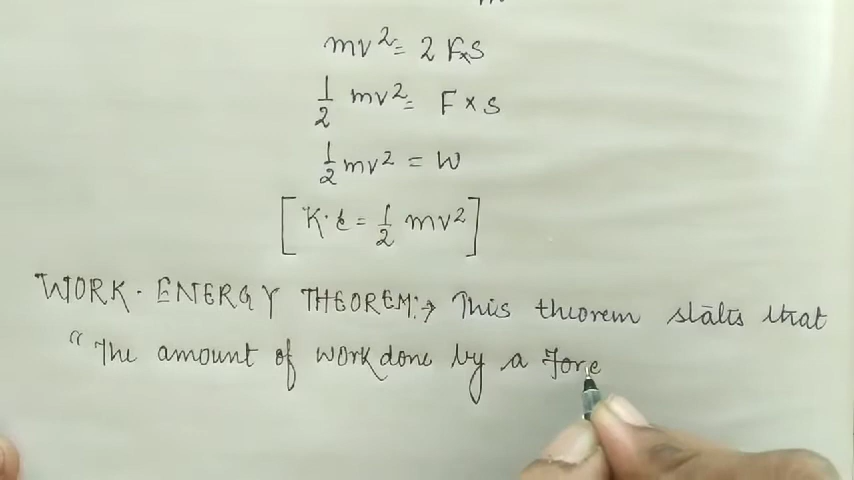 mv² = 2 F×S
1/2 mv² = F × S
1/2 mv² = W
[K.E = 1/2 mv²]
WORK - ENERGY THEOREM:→ This theorem states that
"The amount of work done by a Forc